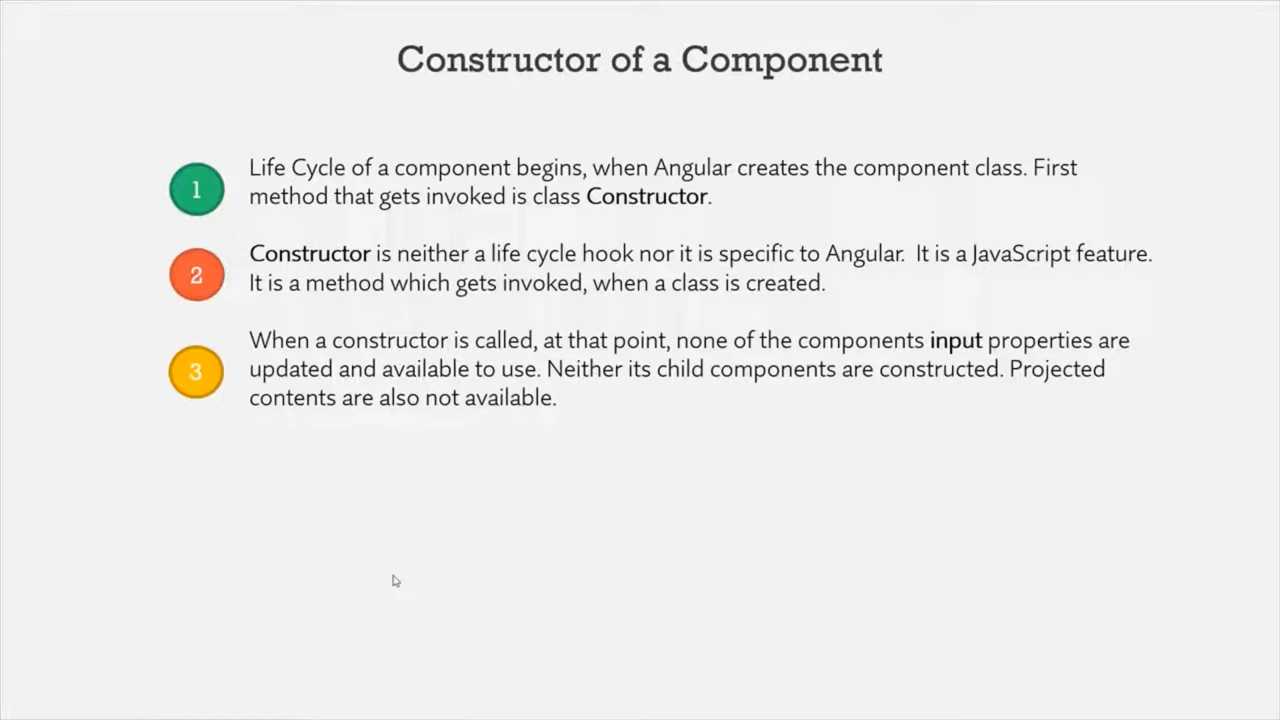 Constructor of a Component
1
Life Cycle of a component begins, when Angular creates the component class. First
method that gets invoked is class Constructor.
2
Constructor is neither a life cycle hook nor it is specific to Angular. It is a JavaScript feature.
It is a method which gets invoked, when a class is created.
3
When a constructor is called, at that point, none of the components input properties are
updated and available to use. Neither its child components are constructed. Projected
contents are also not available.